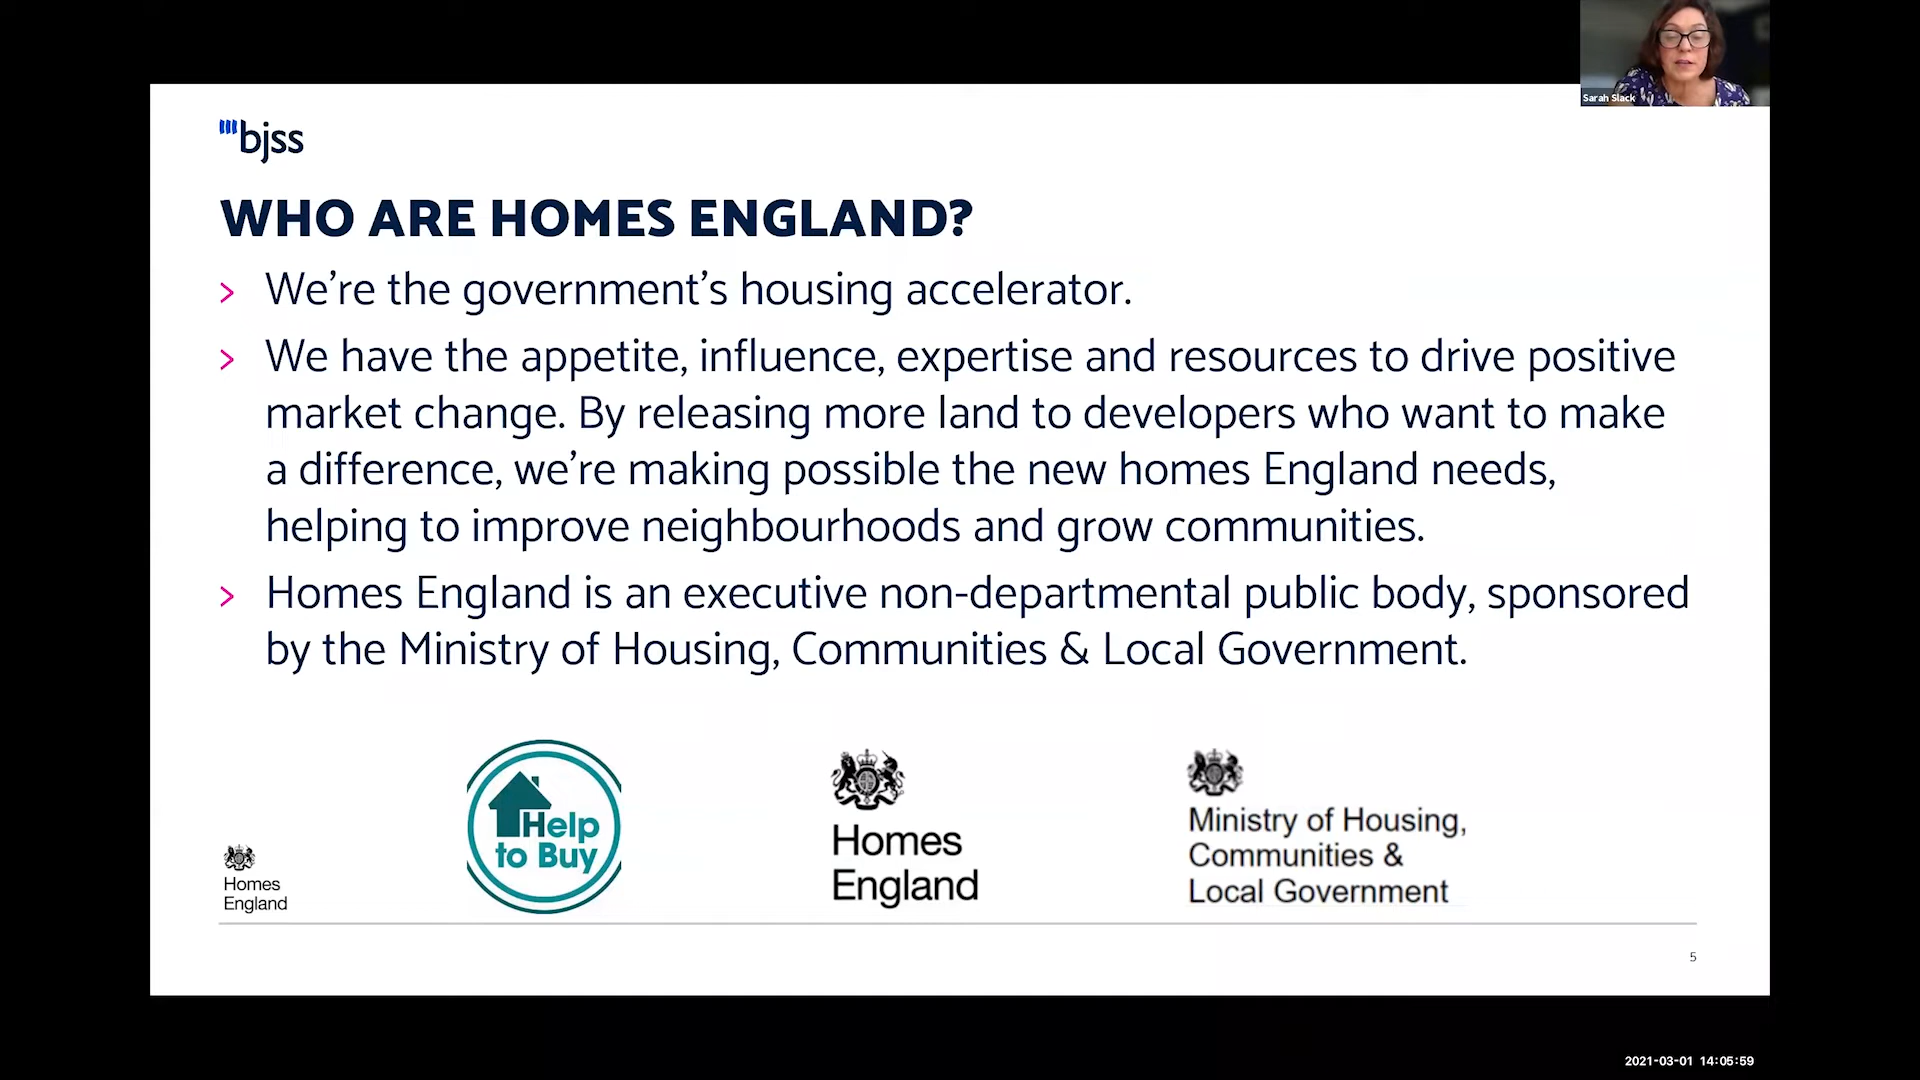 Sarah Slack
bjss
WHO ARE HOMES ENGLAND?
> We’re the government’s housing accelerator.
> We have the appetite, influence, expertise and resources to drive positive
market change. By releasing more land to developers who want to make
a difference, we’re making possible the new homes England needs,
helping to improve neighbourhoods and grow communities.
> Homes England is an executive non-departmental public body, sponsored
by the Ministry of Housing, Communities & Local Government.
Homes
England
Help
to Buy
Homes
England
Ministry of Housing,
Communities &
Local Government
5
2021-03-01 14:05:59